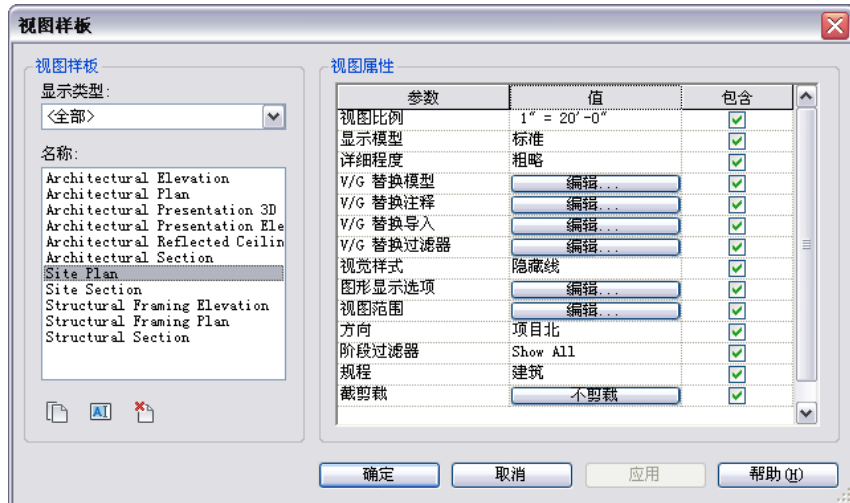 视图样板
视图样板
显示类型:
<全部>
名称:
Architectural Elevation
Architectural Plan
Architectural Presentation 3D
Architectural Presentation Ele
Architectural Reflected Ceilin
Architectural Section
Site Plan
Site Section
Structural Framing Elevation
Structural Framing Plan
Structural Section
AI
视图属性
参数 值 包含
视图比例 1" = 20'-0"
显示模型 标准
详细程度 粗略
V/G 替换模型 编辑...
V/G 替换注释 编辑...
V/G 替换导入 编辑...
V/G 替换过滤器 编辑...
视觉样式 隐藏线
图形显示选项 编辑...
视图范围 编辑...
方向 项目北
阶段过滤器 Show All
规程 建筑
截剪裁 不剪裁
确定 取消 应用 帮助(H)